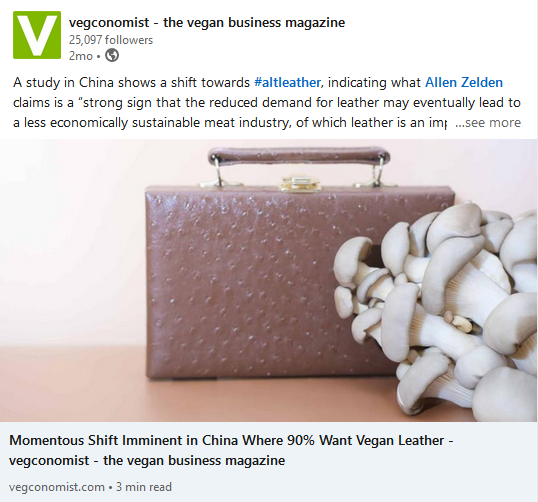 V
vegconomist - the vegan business magazine
25,097 followers
2mo •
A study in China shows a shift towards #altleather, indicating what Allen Zelden
claims is a "strong sign that the reduced demand for leather may eventually lead to
a less economically sustainable meat industry, of which leather is an imp ...see more
Momentous Shift Imminent in China Where 90% Want Vegan Leather -
vegconomist - the vegan business magazine
vegconomist.com • 3 min read